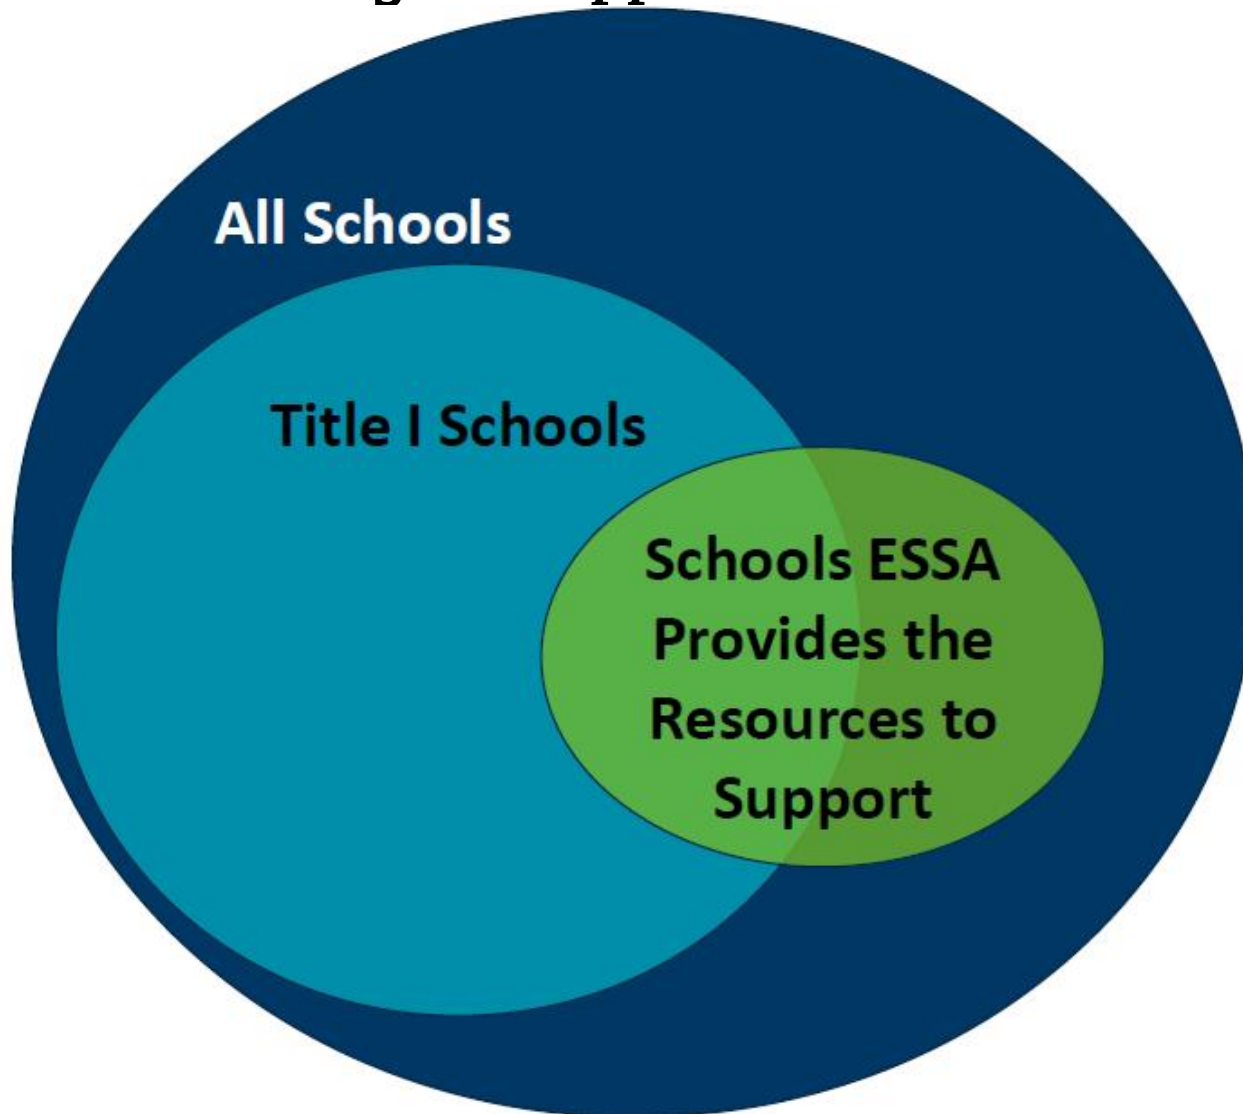 All Schools
Title I Schools
Schools ESSA
Provides the
Resources to
Support